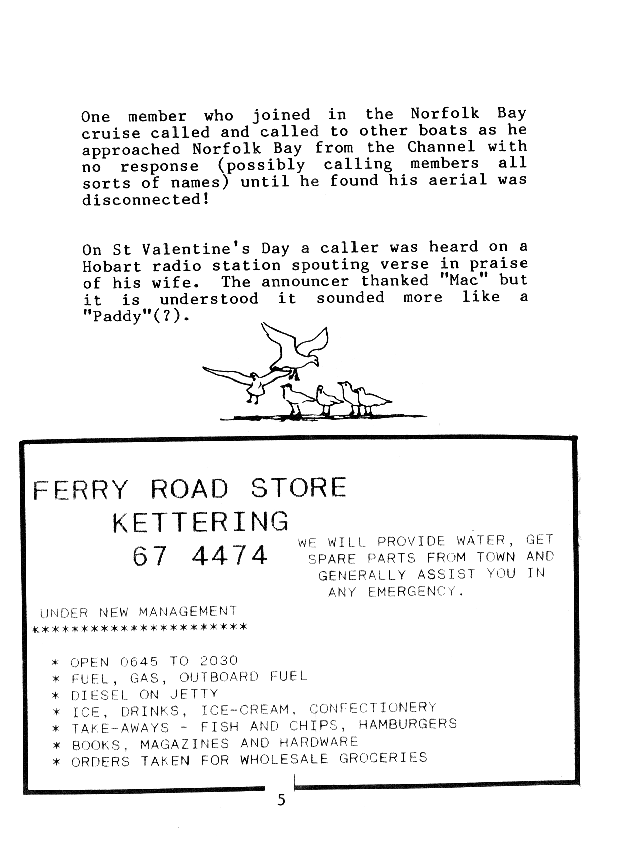 One member who joined in the Norfolk Bay
cruise called and called to other boats as he
approached Norfolk Bay from the Channel with
no response (possibly calling members all
sorts of names) until he found his aerial was
disconnected!
On St Valentine's Day a caller was heard on a
Hobart radio station spouting verse in praise
of his wife. The announcer thanked "Mac" but
it is understood it sounded more like a
"Paddy"(?).
FERRY ROAD STORE
KETTERING
67 4474
WE WILL PROVIDE WATER, GET
SPARE PARTS FROM TOWN AND
GENERALLY ASSIST YOU IN
ANY EMERGENCY.
UNDER NEW MANAGEMENT
**********************
* OPEN 0645 TO 2030
* FUEL, GAS, OUTBOARD FUEL
* DIESEL ON JETTY
* ICE, DRINKS, ICE-CREAM, CONFECTIONERY
* TAKE-AWAYS - FISH AND CHIPS, HAMBURGERS
* BOOKS, MAGAZINES AND HARDWARE
* ORDERS TAKEN FOR WHOLESALE GROCERIES
5